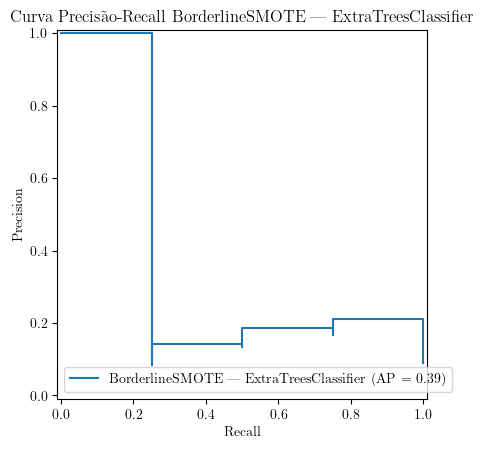 Curva Precisão-Recall BorderlineSMOTE — ExtraTreesClassifier
1.0
0.8
0.6
0.4
0.2
0.0
Precision
BorderlineSMOTE — ExtraTreesClassifier (AP = 0.39)
0.0 0.2 0.4 0.6 0.8 1.0
Recall